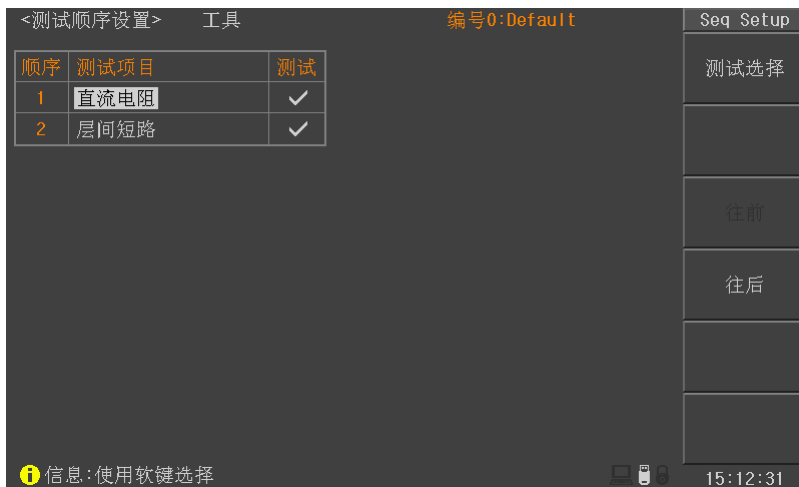 <测试顺序设置> 工具 编号0:Default Seq Setup
顺序 测试项目 测试
1 直流电阻
2 层间短路
测试选择
往前
往后
信息:使用软键选择
15:12:31